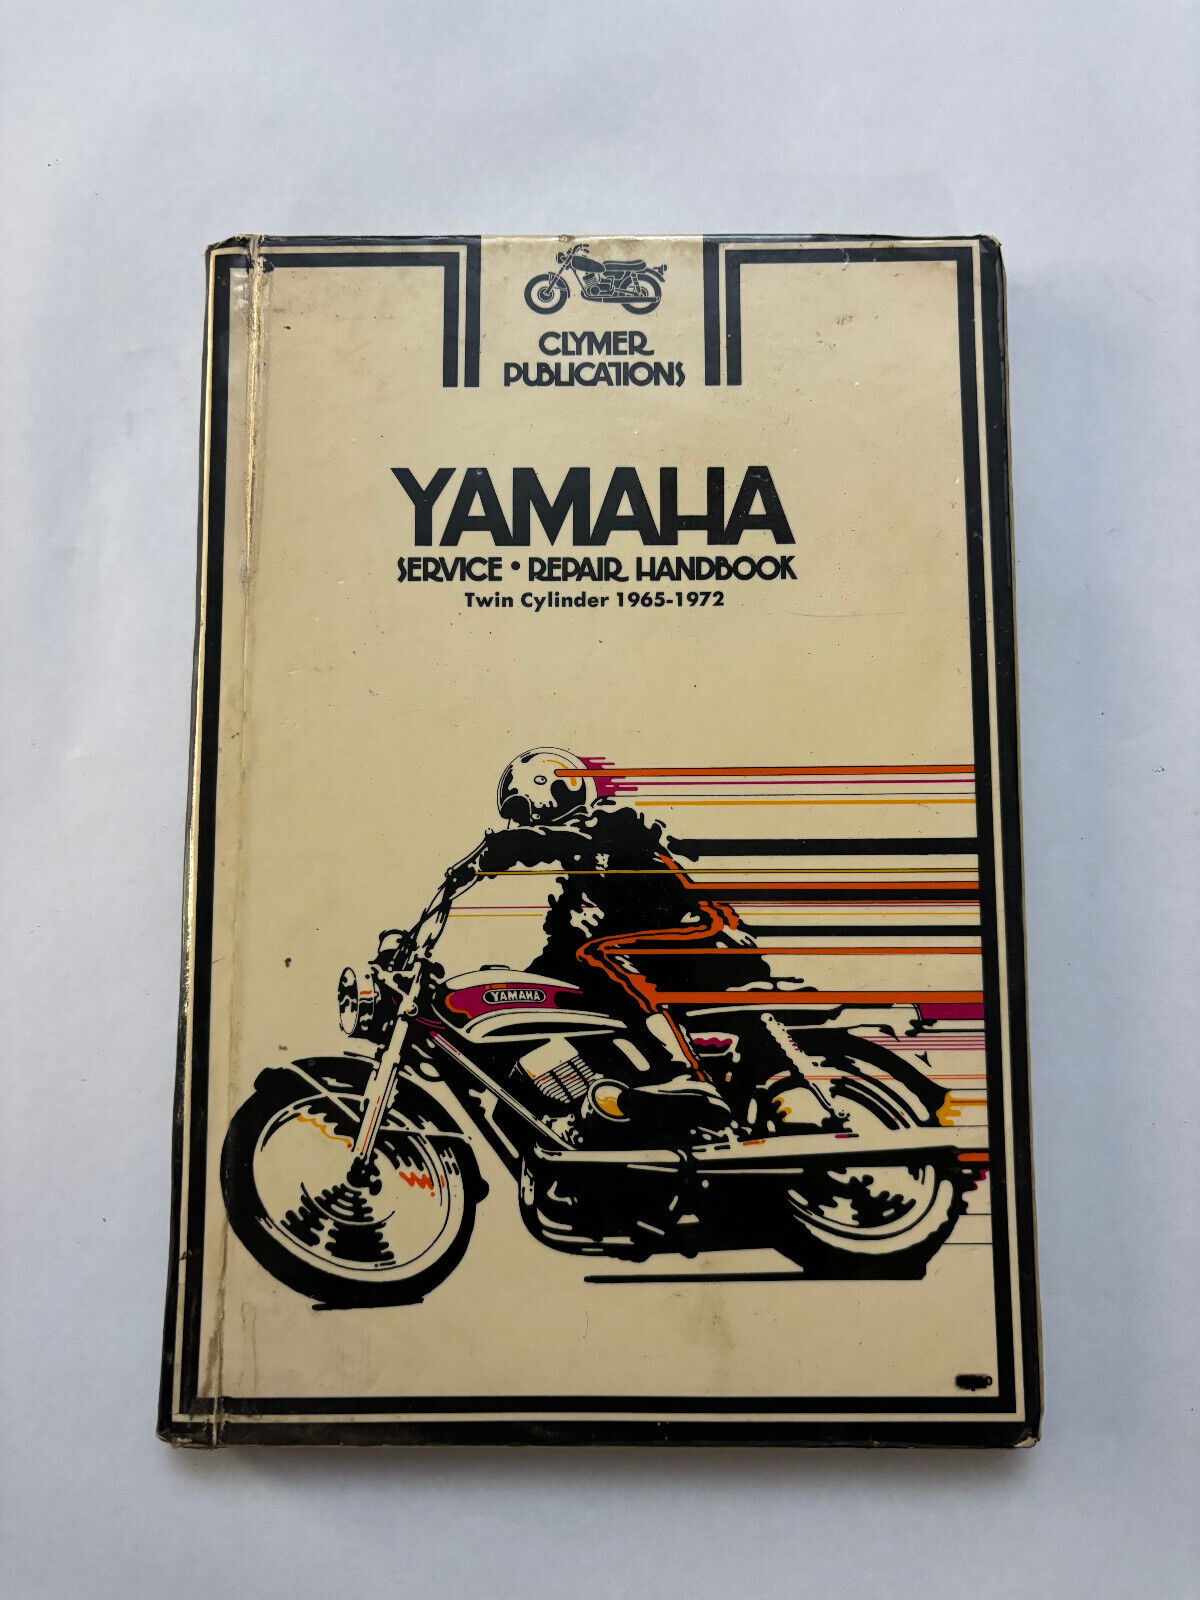 CLYMER
PUBLICATIONS
YAMAHA
SERVICE • REPAIR HANDBOOK
Twin Cylinder 1965-1972
YAMAHA